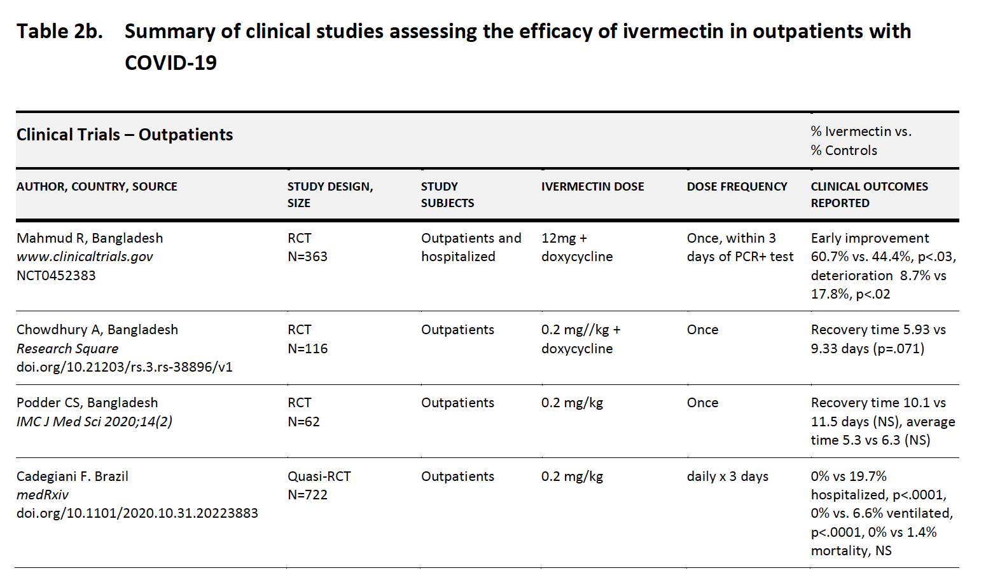 Table 2b. Summary of clinical studies assessing the efficacy of ivermectin in outpatients with
COVID-19
Clinical Trials – Outpatients
% Ivermectin vs.
% Controls
AUTHOR, COUNTRY, SOURCE
STUDY DESIGN,
SIZE
STUDY
SUBJECTS
IVERMECTIN DOSE
DOSE FREQUENCY
CLINICAL OUTCOMES
REPORTED
Mahmud R, Bangladesh
www.clinicaltrials.gov
NCT0452383
RCT
N=363
Outpatients and
hospitalized
12mg +
doxycycline
Once, within 3
days of PCR+ test
Early improvement
60.7% vs. 44.4%, p<.03,
deterioration 8.7% vs
17.8%, p<.02
Chowdhury A, Bangladesh
Research Square
doi.org/10.21203/rs.3.rs-38896/v1
RCT
N=116
Outpatients
0.2 mg//kg +
doxycycline
Once
Recovery time 5.93 vs
9.33 days (p=.071)
Podder CS, Bangladesh
IMC J Med Sci 2020;14(2)
RCT
N=62
Outpatients
0.2 mg/kg
Once
Recovery time 10.1 vs
11.5 days (NS), average
time 5.3 vs 6.3 (NS)
Cadegiani F. Brazil
medRxiv
doi.org/10.1101/2020.10.31.20223883
Quasi-RCT
N=722
Outpatients
0.2 mg/kg
daily x 3 days
0% vs 19.7%
hospitalized, p<.0001,
0% vs. 6.6% ventilated,
p<.0001, 0% vs 1.4%
mortality, NS